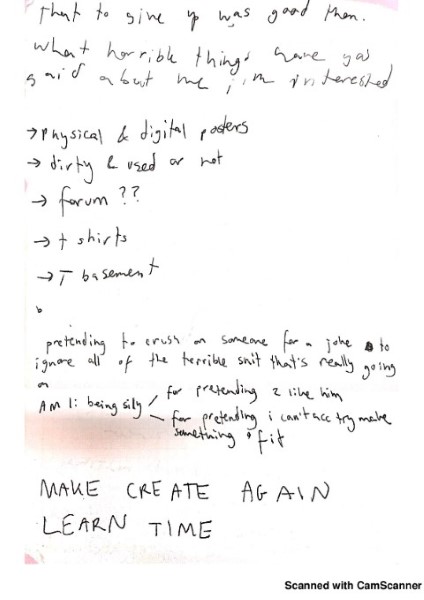 that to give up was good then.
What horrible things have you
said about me i'm interested
→ physical & digital posters
→ dirty & used or not
→ forum ??
→ t shirts
→ T basement
pretending to crush on someone for a joke to
ignore all of the terrible shit that's really going
on
AM I: being sily / for pretending 2 like him
for pretending i can't acc try make
something of it
MAKE CREATE AGAIN
LEARN TIME
Scanned with CamScanner